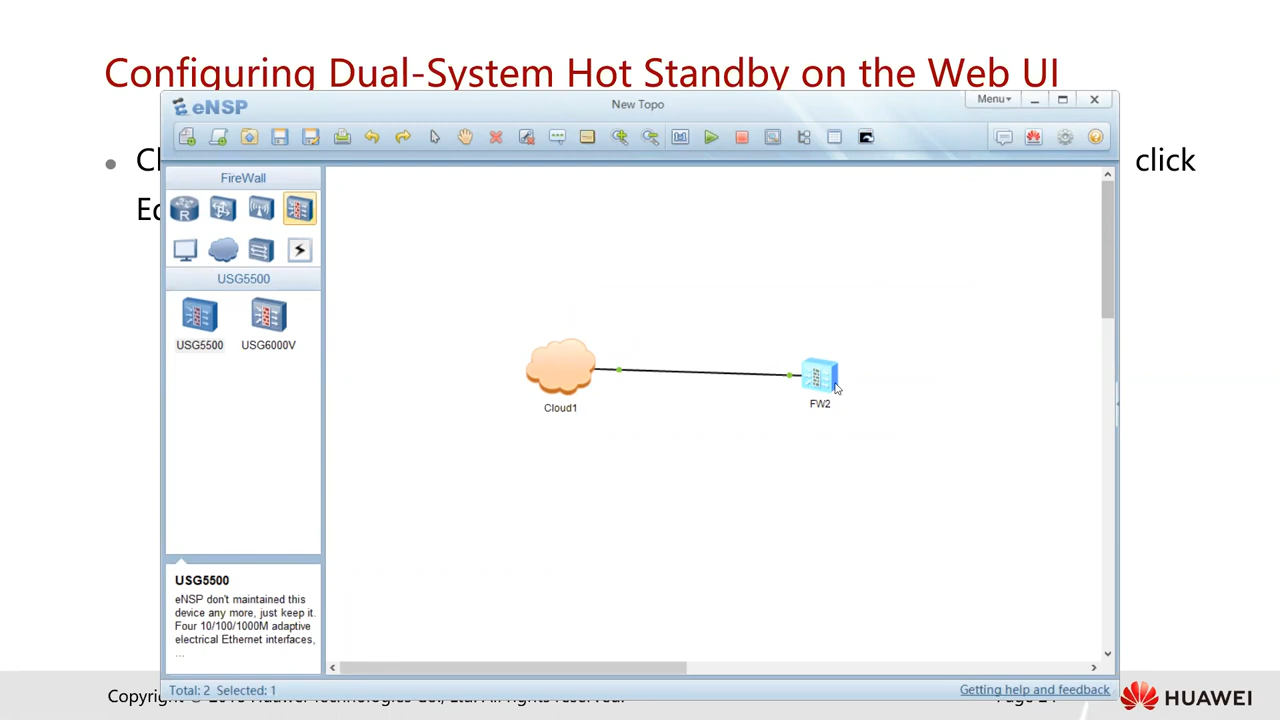 Configuring Dual-System Hot Standby on the Web UI
eNSP
New Topo
Menu
click
FireWall
USG5500
USG5500
USG6000V
Cloud1
FW2
USG5500
eNSP don't maintained this
device any more, just keep it.
Four 10/100/1000M adaptive
electrical Ethernet interfaces,
...
Total: 2 Selected: 1
Getting help and feedback
Copyright
HUAWEI